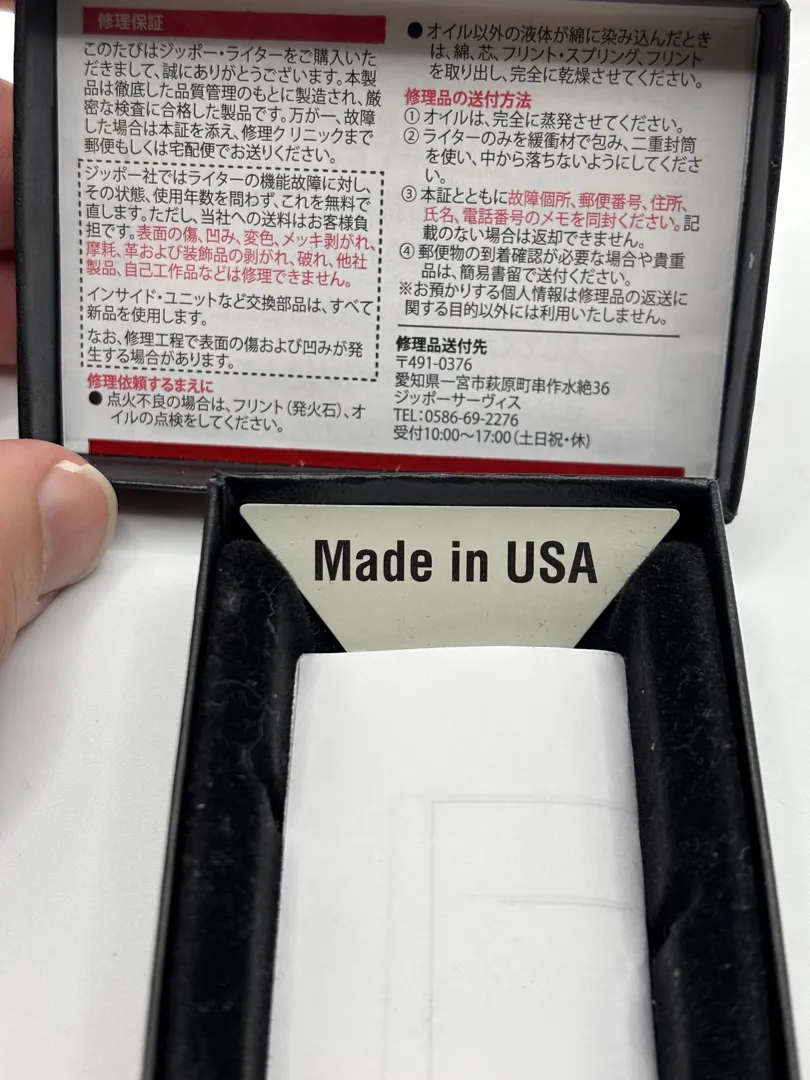 修理保証
このたびはジッポー・ライターをご購入いた
だきまして、誠にありがとうございます。本製
品は徹底した品質管理のもとに製造され、厳
密な検査に合格した製品です。万が一、故障
した場合は本証を添え、修理クリニックまで
郵便もしくは宅配便でお送りください。
ジッポー社ではライターの機能故障に対し、
その状態、使用年数を問わず、これを無料で
直します。ただし、当社への送料はお客様負
担です。表面の傷、凹み、変色、メッキ剥がれ、
摩耗、革および装飾品の剥がれ、破れ、他社
製品、自己工作品などは修理できません。
インサイド・ユニットなど交換部品は、すべて
新品を使用します。
なお、修理工程で表面の傷および凹みが発
生する場合があります。
修理依頼するまえに
● 点火不良の場合は、フリント(発火石)、オ
イルの点検をしてください。
● オイル以外の液体が綿に染み込んだとき
は、綿、芯、フリント・スプリング、フリント
を取り出し、完全に乾燥させてください。
修理品の送付方法
① オイルは、完全に蒸発させてください。
② ライターのみを緩衝材で包み、二重封筒
を使い、中から落ちないようにしてくださ
い。
③ 本証とともに故障個所、郵便番号、住所、
氏名、電話番号のメモを同封ください。記
載のない場合は返却できません。
④ 郵便物の到着確認が必要な場合や貴重
品は、簡易書留で送付ください。
※お預かりする個人情報は修理品の返送に
関する目的以外には利用いたしません。
修理品送付先
〒491-0376
愛知県一宮市萩原町串作水絶36
ジッポーサーヴィス
TEL:0586-69-2276
受付10:00〜17:00(土日祝・休)
Made in USA